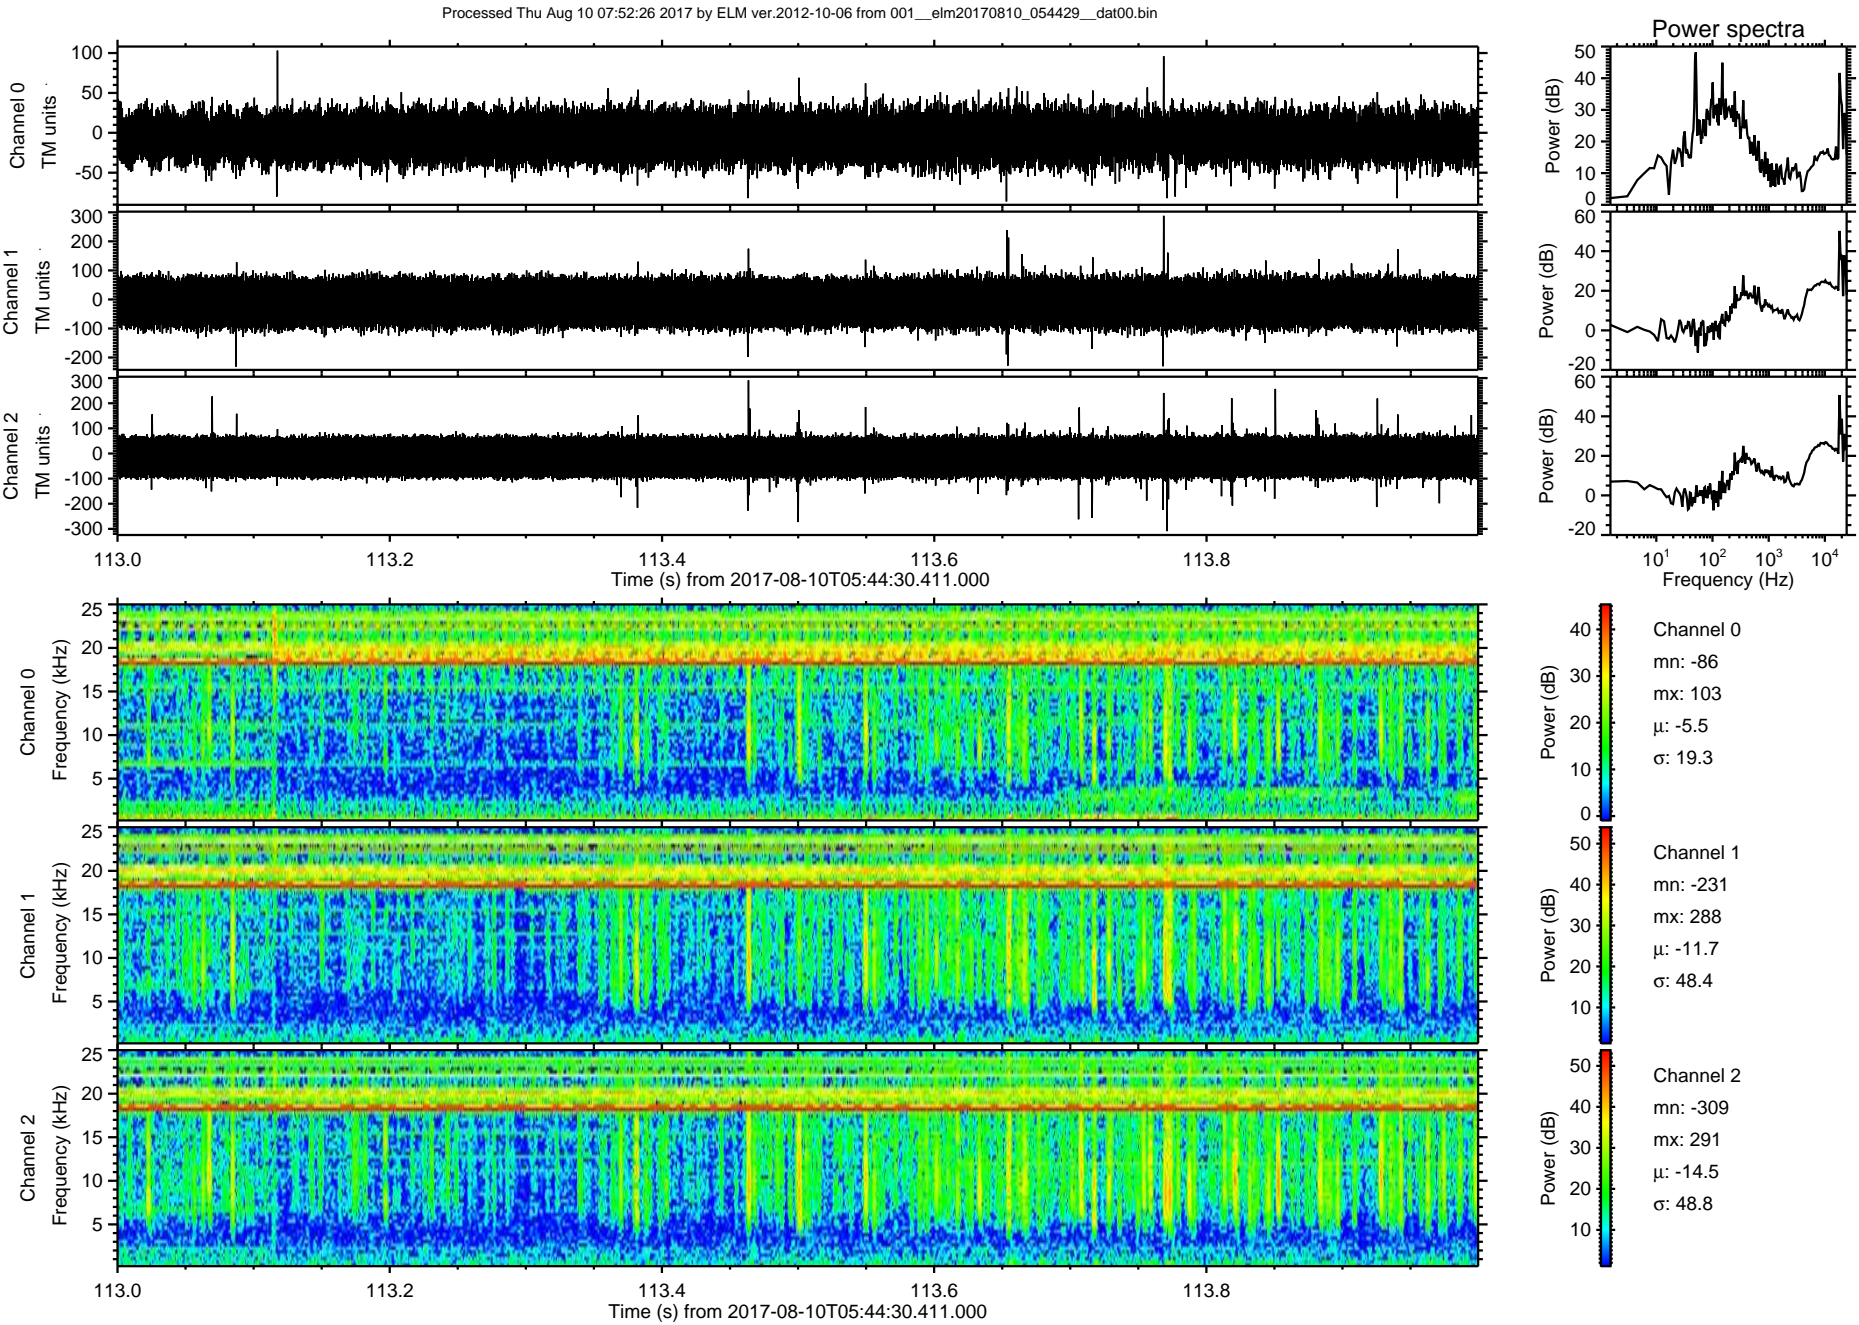 Processed Thu Aug 10 07:52:26 2017 by ELM ver.2012-10-06 from 001__elm20170810_054429__dat00.bin
Power spectra
Channel 0
TM units
100
50
0
-50
Power (dB)
50
40
30
20
10
0
Channel 1
TM units
300
200
100
0
-100
-200
Power (dB)
60
40
20
0
-20
Channel 2
TM units
300
200
100
0
-100
-200
-300
Power (dB)
60
40
20
0
-20
113.0 113.2 113.4 113.6 113.8
Time (s) from 2017-08-10T05:44:30.411.000
10^1 10^2 10^3 10^4
Frequency (Hz)
Channel 0
Frequency (kHz)
25
20
15
10
5
Power (dB)
40
30
20
10
0
Channel 0
mn: -86
mx: 103
µ: -5.5
σ: 19.3
Channel 1
Frequency (kHz)
25
20
15
10
5
Power (dB)
50
40
30
20
10
Channel 1
mn: -231
mx: 288
µ: -11.7
σ: 48.4
Channel 2
Frequency (kHz)
25
20
15
10
5
Power (dB)
50
40
30
20
10
Channel 2
mn: -309
mx: 291
µ: -14.5
σ: 48.8
113.0 113.2 113.4 113.6 113.8
Time (s) from 2017-08-10T05:44:30.411.000